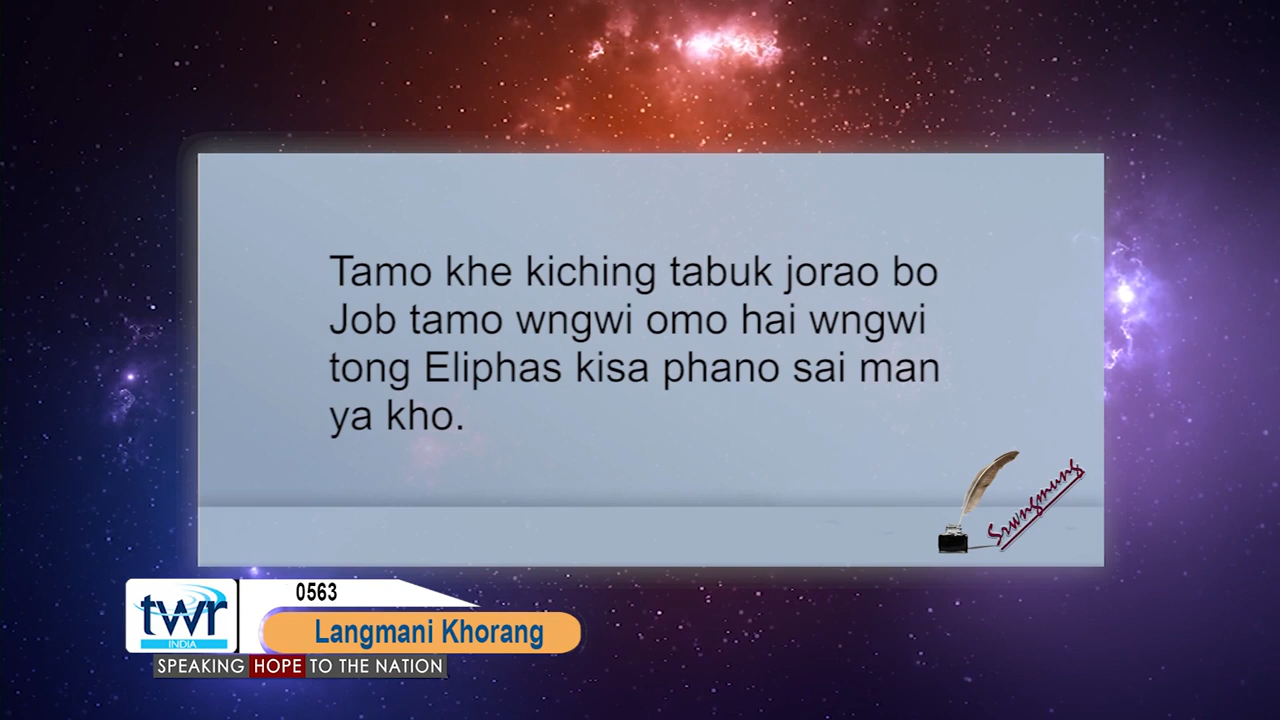 Tamo khe kiching tabuk jorao bo
Job tamo wngwi omo hai wngwi
tong Eliphas kisa phano sai man
ya kho.
Srwngmung
0563
twr
INDIA
Langmani Khorang
SPEAKING HOPE TO THE NATION